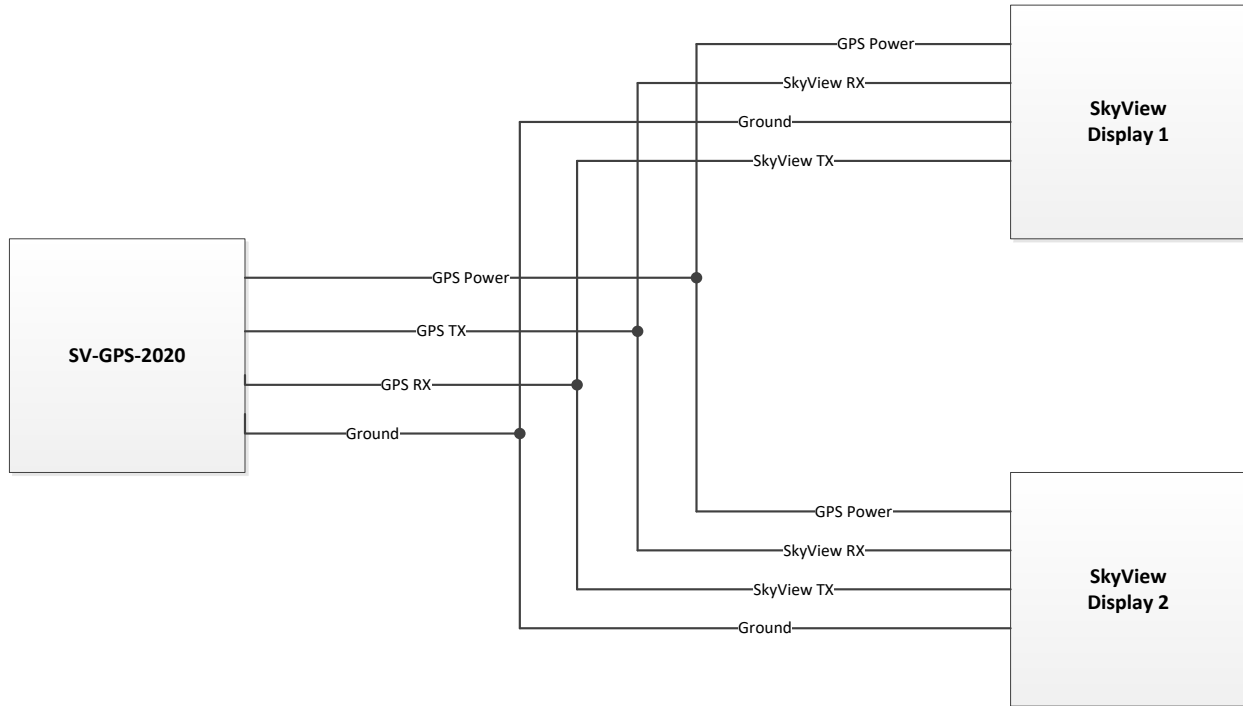 GPS Power
SkyView RX
Ground
SkyView TX
SkyView
Display 1
SV-GPS-2020
GPS Power
GPS TX
GPS RX
Ground
GPS Power
SkyView RX
SkyView TX
Ground
SkyView
Display 2